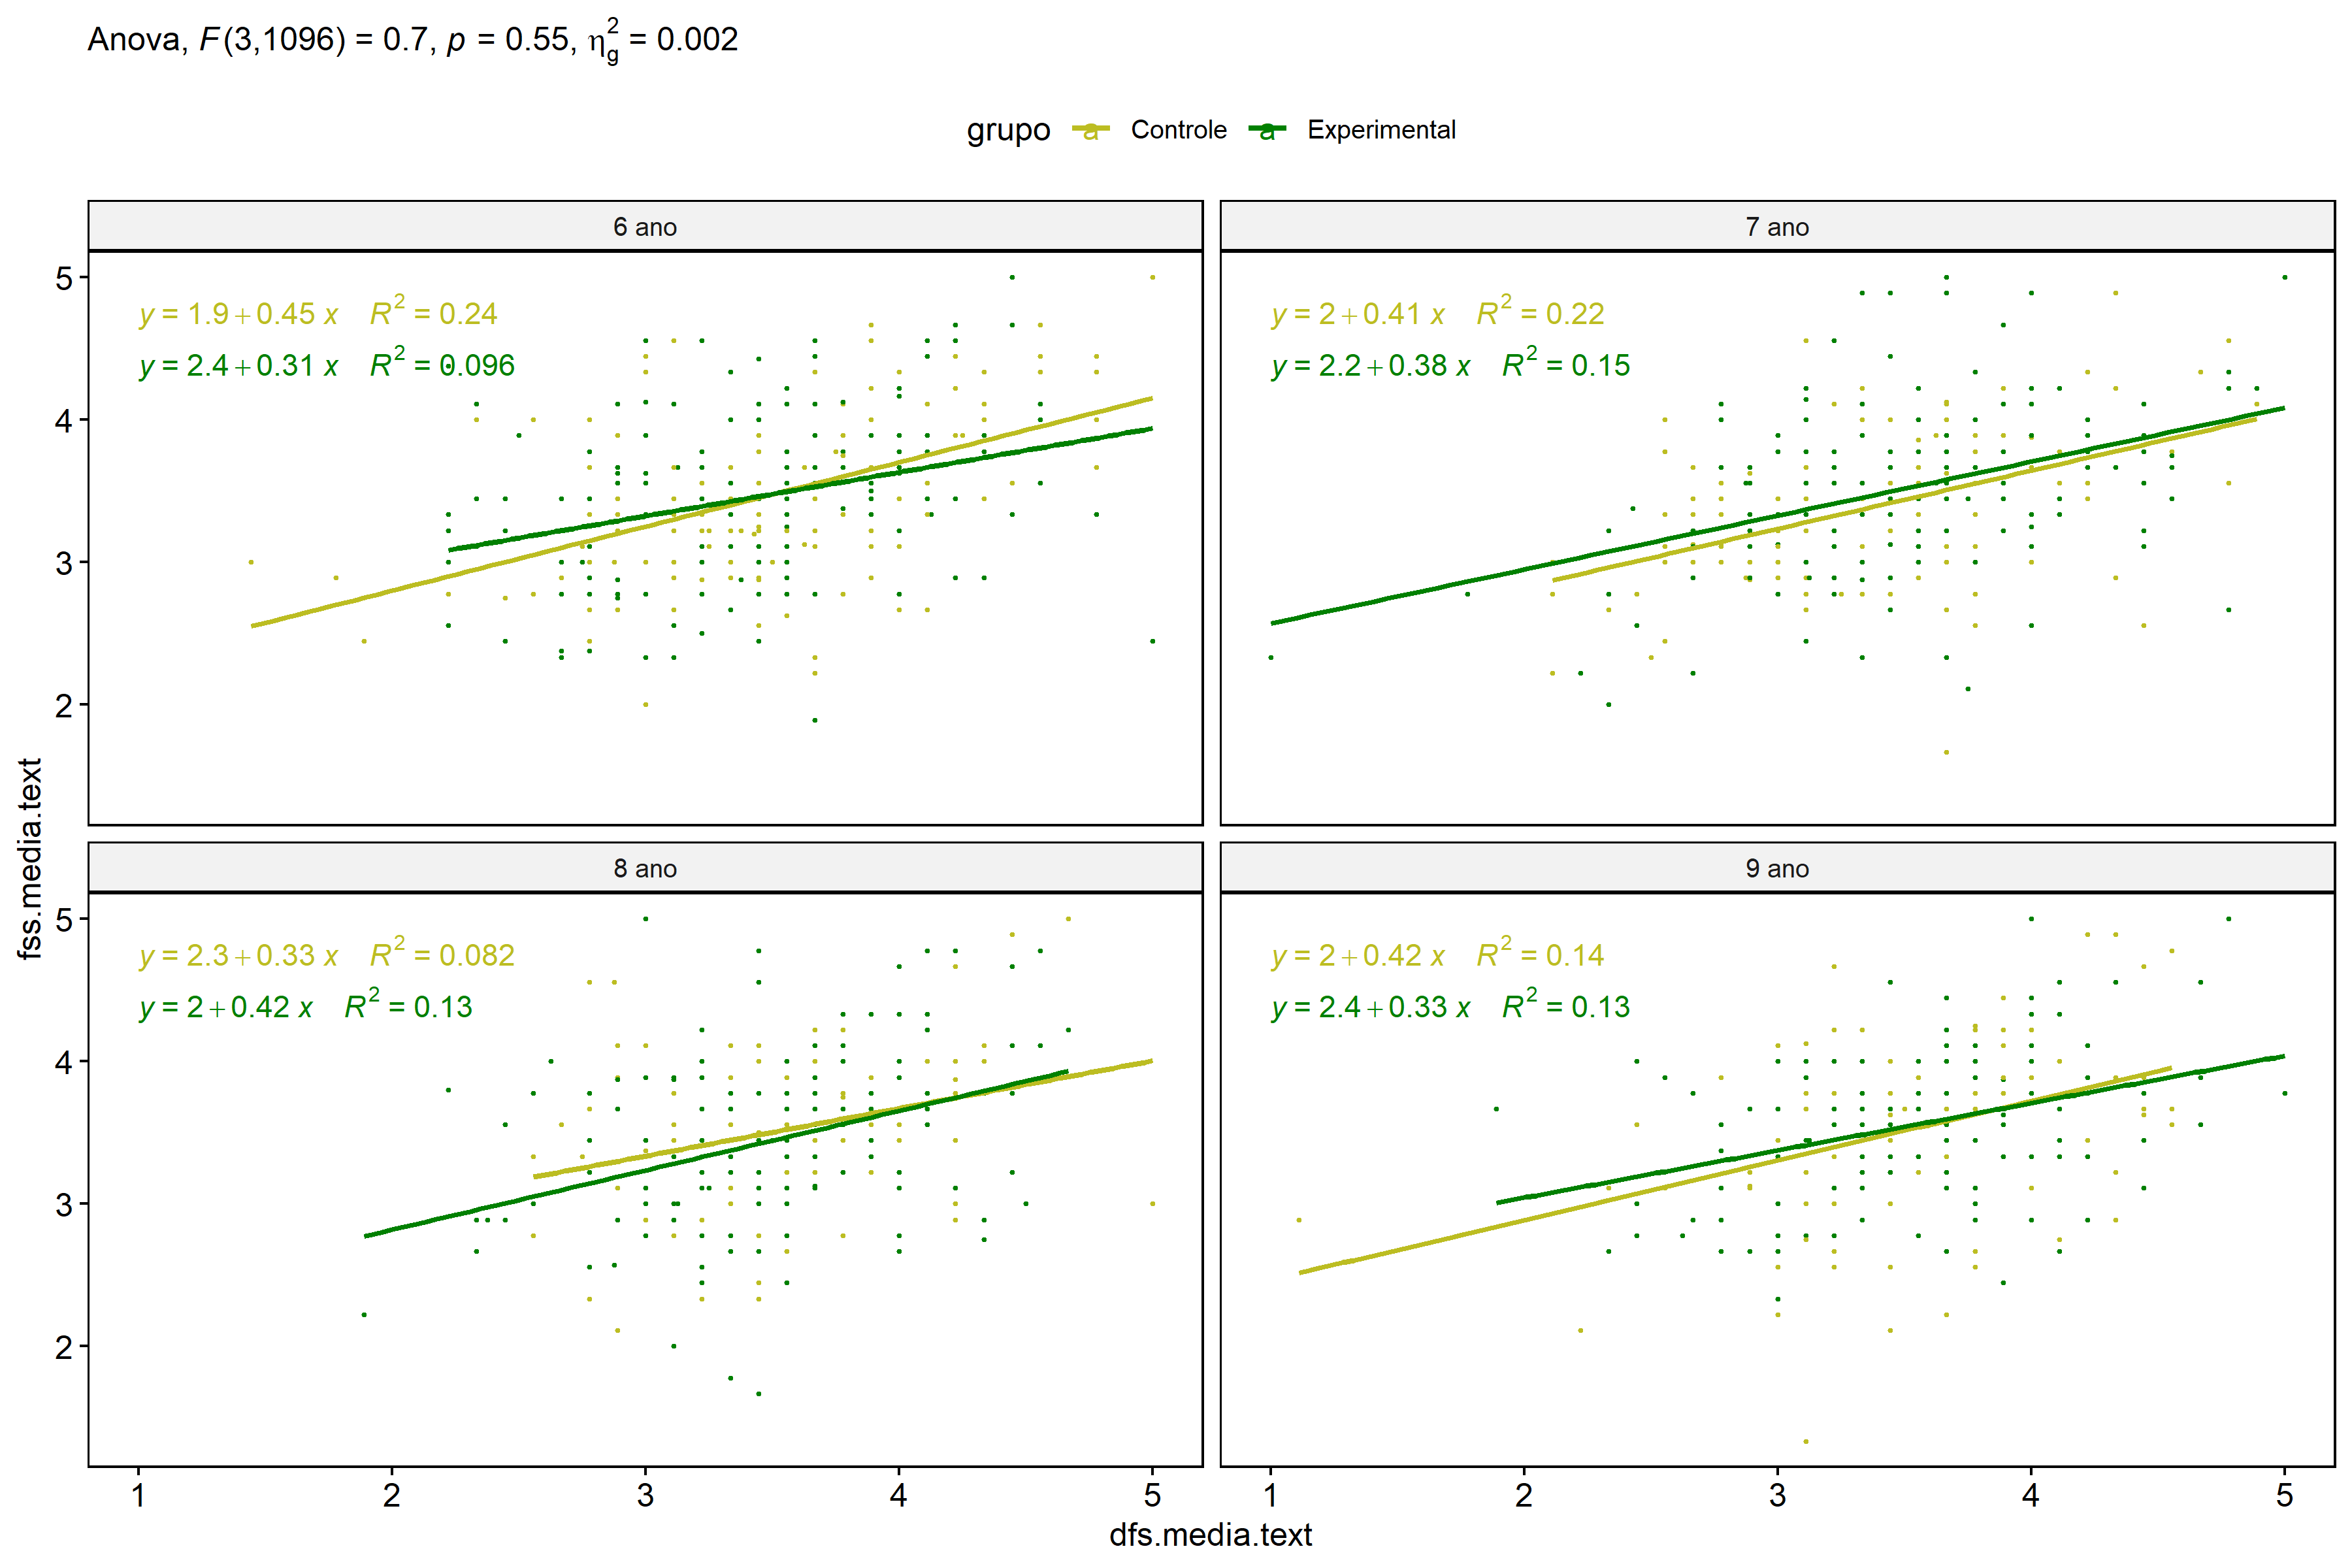 Anova, F(3,1096) = 0.7, p = 0.55, η²g = 0.002
grupo a Controle a Experimental
6 ano
7 ano
5
4
3
2
y = 1.9 + 0.45 x R² = 0.24
y = 2.4 + 0.31 x R² = 0.096
y = 2 + 0.41 x R² = 0.22
y = 2.2 + 0.38 x R² = 0.15
fss.media.text
8 ano
9 ano
5
4
3
2
y = 2.3 + 0.33 x R² = 0.082
y = 2 + 0.42 x R² = 0.13
y = 2 + 0.42 x R² = 0.14
y = 2.4 + 0.33 x R² = 0.13
1 2 3 4 5
1 2 3 4 5
dfs.media.text